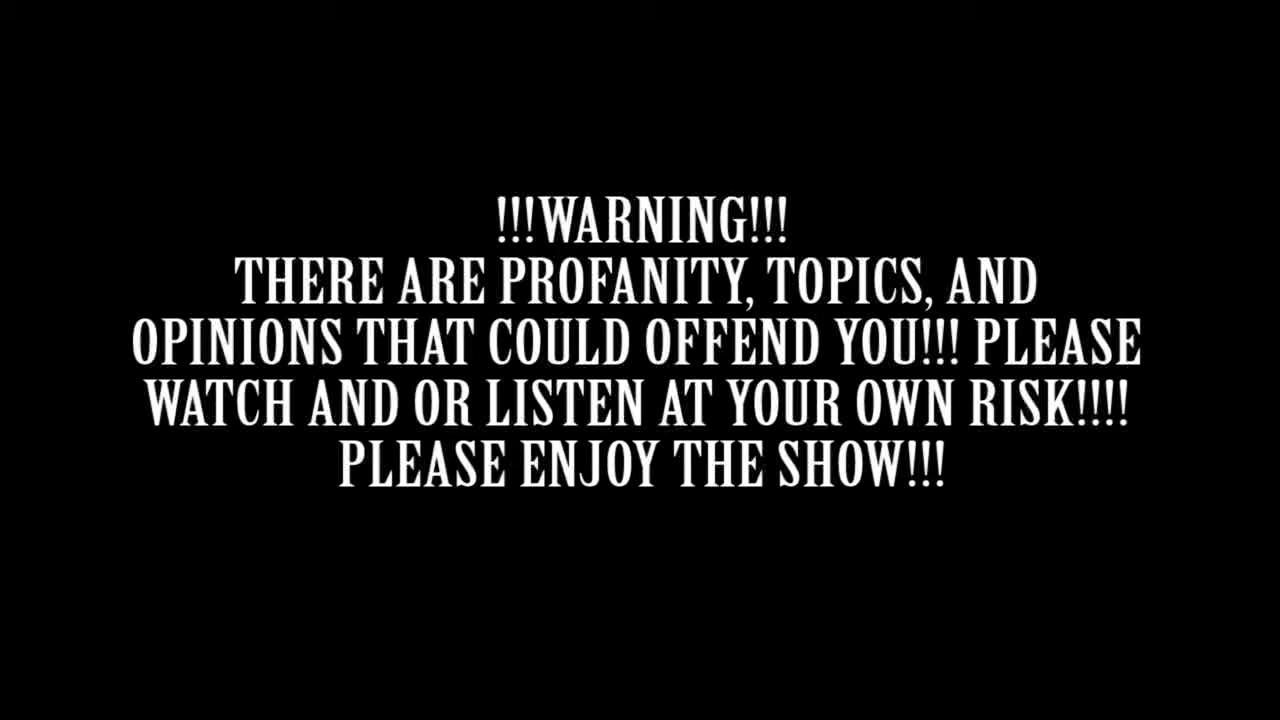 !!!WARNING!!!
THERE ARE PROFANITY, TOPICS, AND
OPINIONS THAT COULD OFFEND YOU!!! PLEASE
WATCH AND OR LISTEN AT YOUR OWN RISK!!!!
PLEASE ENJOY THE SHOW!!!